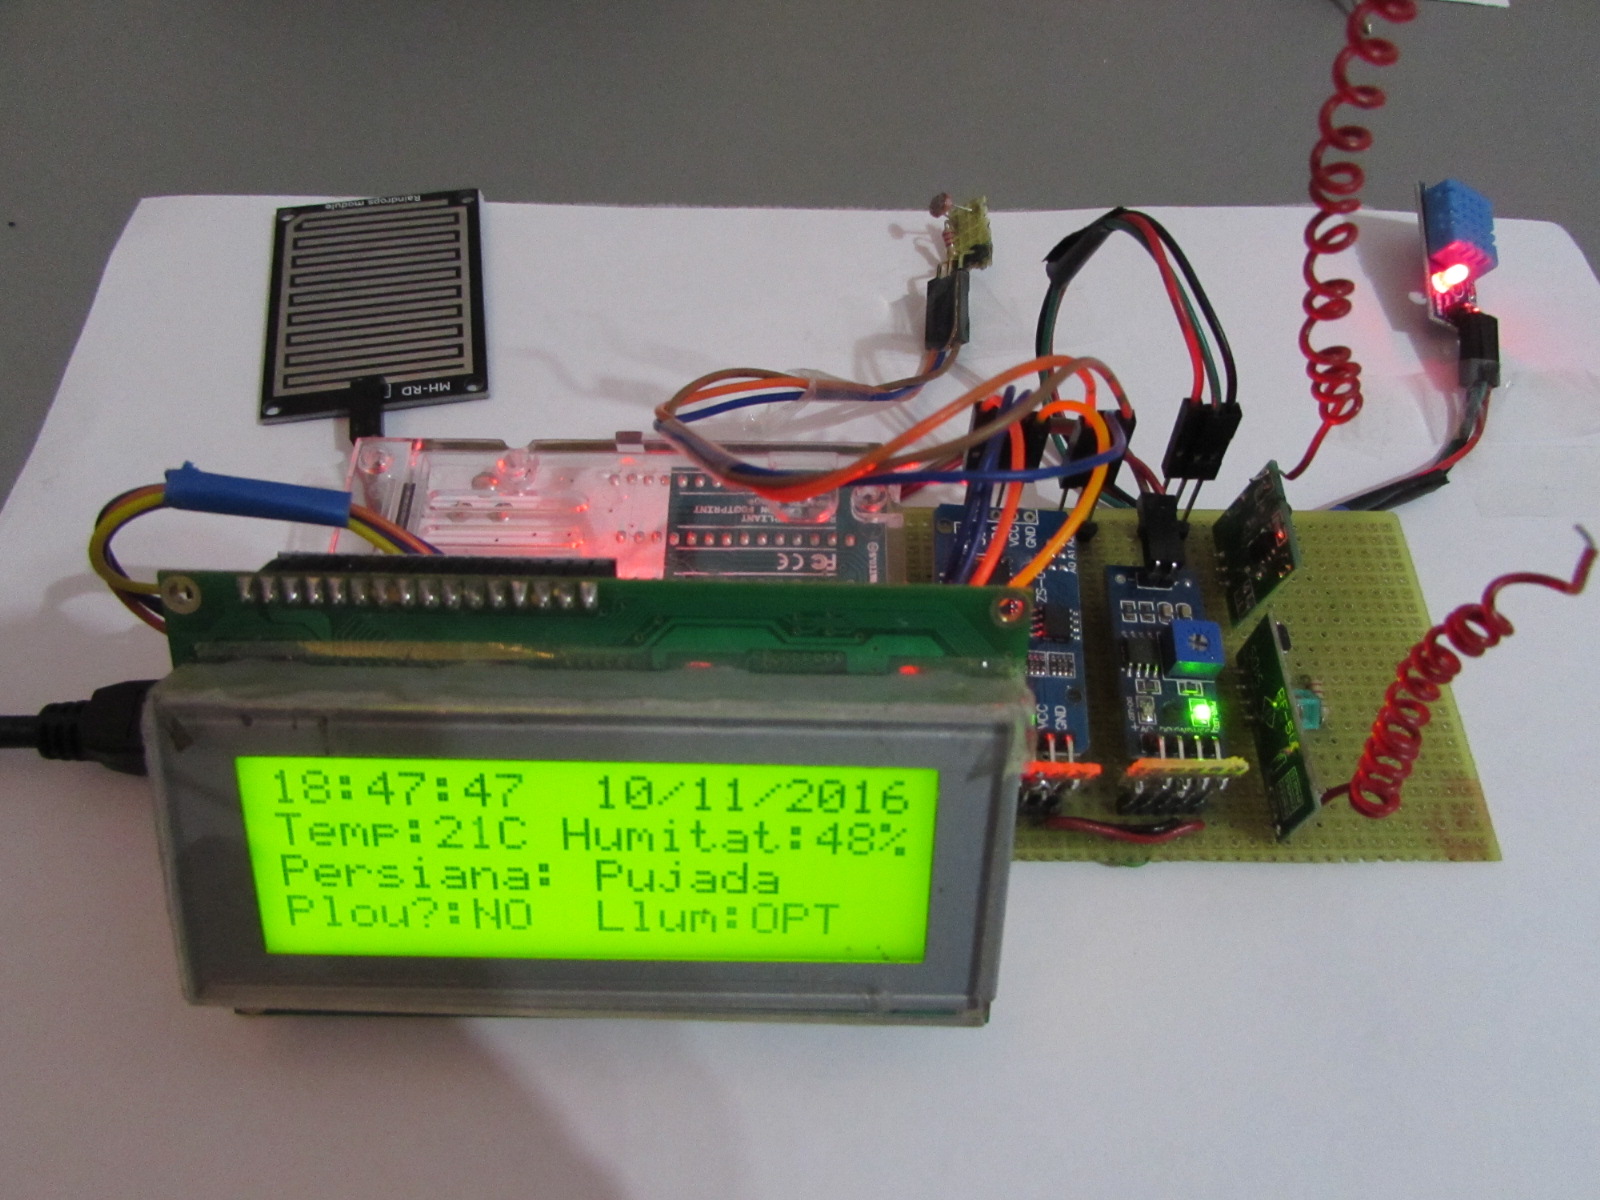 Raindrops module
MH-RD
VCC
GND
ZS-
VCC
GND
18:47:47 10/11/2016
Temp:21C Humitat:48%
Persiana: Pujada
Plou?:NO Llum:OPT